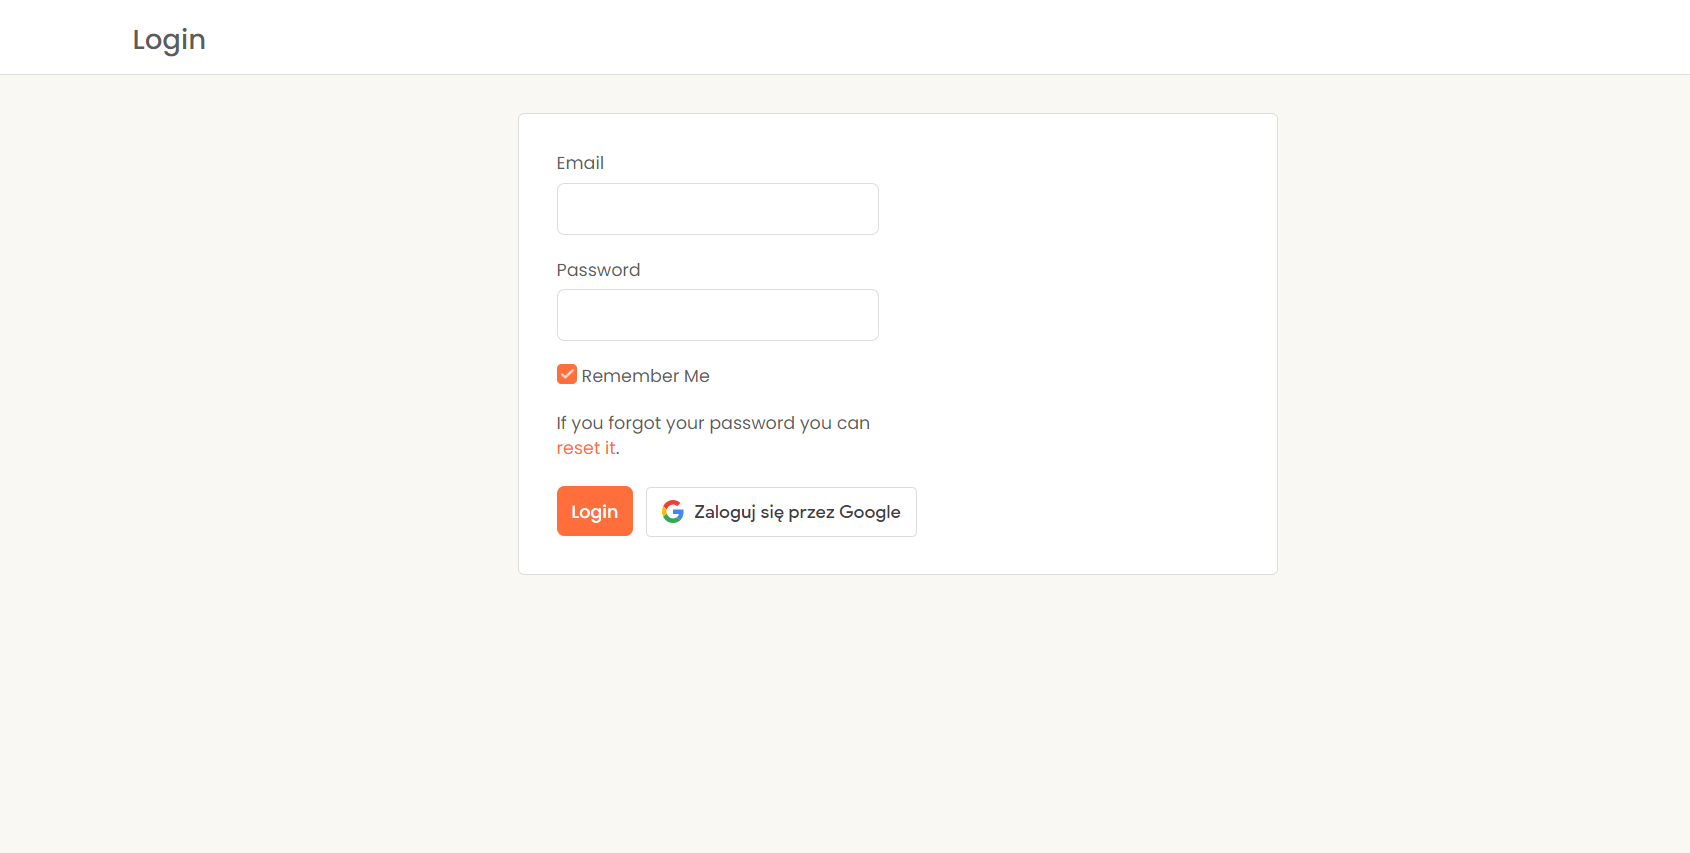 Login
Email
Password
Remember Me
If you forgot your password you can
reset it.
Login
Zaloguj się przez Google